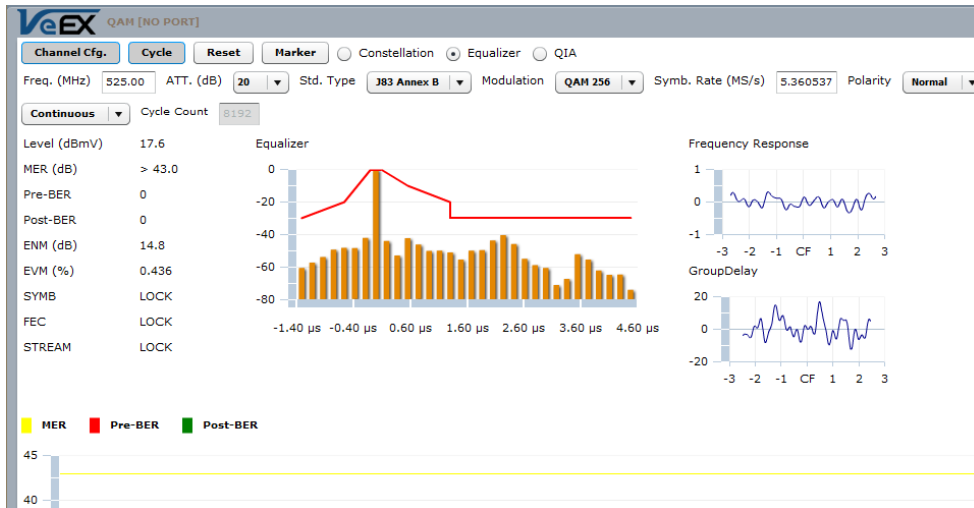 VeEX QAM [NO PORT]
Channel Cfg. Cycle Reset Marker Constellation Equalizer QIA
Freq. (MHz) 525.00 ATT. (dB) 20 Std. Type J83 Annex B Modulation QAM 256 Symb. Rate (MS/s) 5.360537 Polarity Normal
Continuous Cycle Count 8192
Level (dBmV) 17.6
MER (dB) > 43.0
Pre-BER 0
Post-BER 0
ENM (dB) 14.8
EVM (%) 0.436
SYMB LOCK
FEC LOCK
STREAM LOCK
Equalizer
0
-20
-40
-60
-80
-1.40 µs -0.40 µs 0.60 µs 1.60 µs 2.60 µs 3.60 µs 4.60 µs
Frequency Response
1
0
-1
-3 -2 -1 CF 1 2 3
GroupDelay
20
0
-20
-3 -2 -1 CF 1 2 3
MER Pre-BER Post-BER
45
40